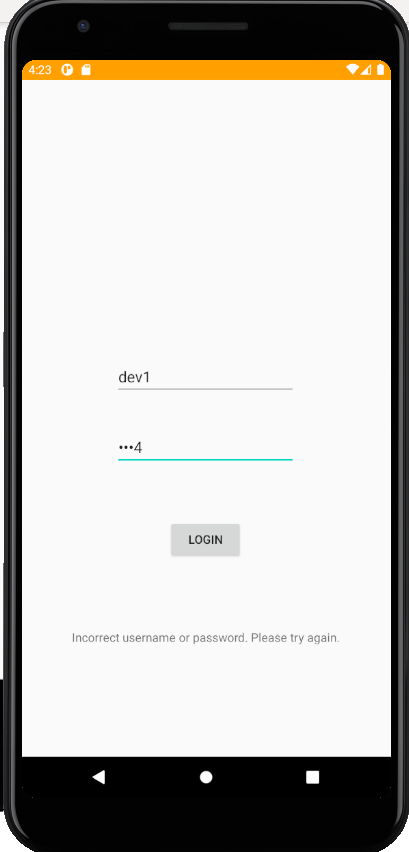 4:23
dev1
•••4
LOGIN
Incorrect username or password. Please try again.